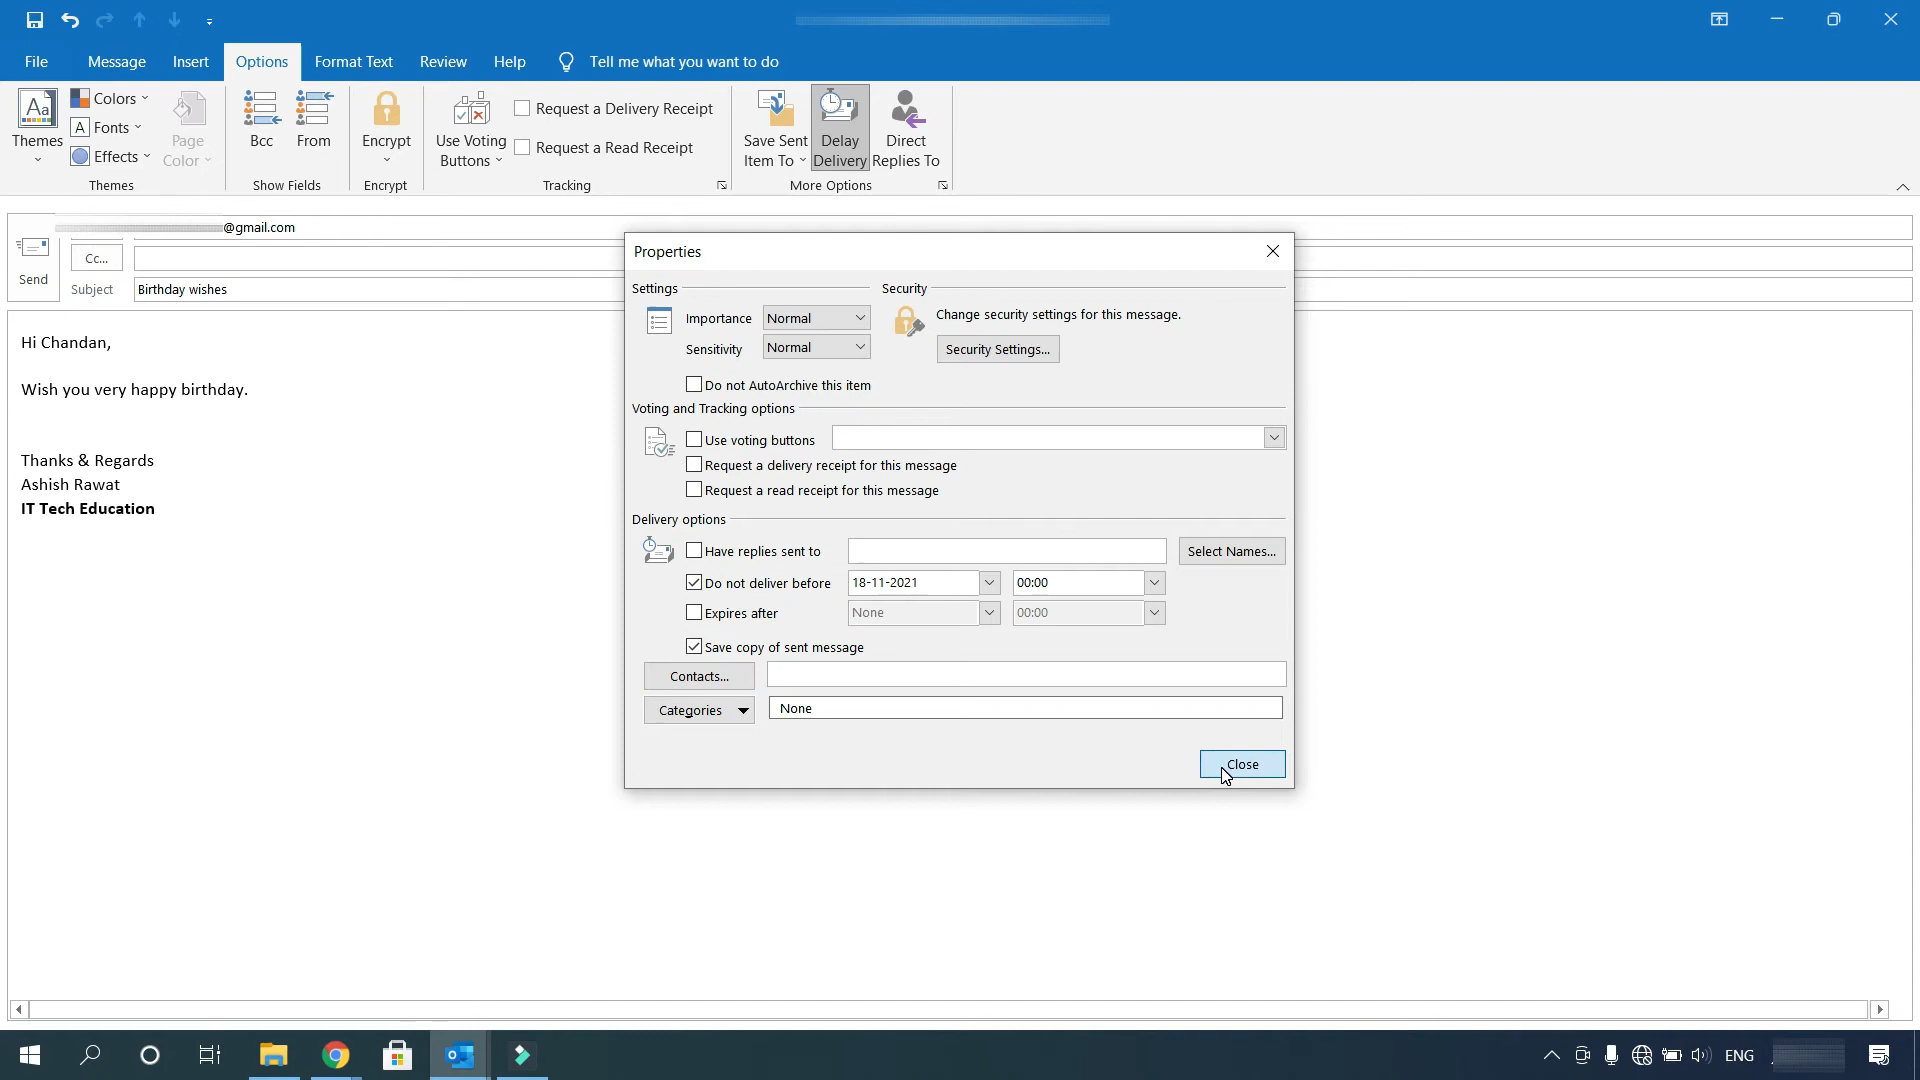 File Message Insert Options Format Text Review Help Tell me what you want to do
Themes
Colors
Fonts
Effects
Page
Color
Themes
Bcc
From
Show Fields
Encrypt
Encrypt
Use Voting
Buttons
Request a Delivery Receipt
Request a Read Receipt
Tracking
Save Sent
Item To
Delay
Delivery
Direct
Replies To
More Options
Send
@gmail.com
Cc...
Subject Birthday wishes
Hi Chandan,
Wish you very happy birthday.
Thanks & Regards
Ashish Rawat
IT Tech Education
Properties
Settings
Importance Normal
Sensitivity Normal
Do not AutoArchive this item
Security
Change security settings for this message.
Security Settings...
Voting and Tracking options
Use voting buttons
Request a delivery receipt for this message
Request a read receipt for this message
Delivery options
Have replies sent to Select Names...
Do not deliver before 18-11-2021 00:00
Expires after None 00:00
Save copy of sent message
Contacts...
Categories None
Close
ENG